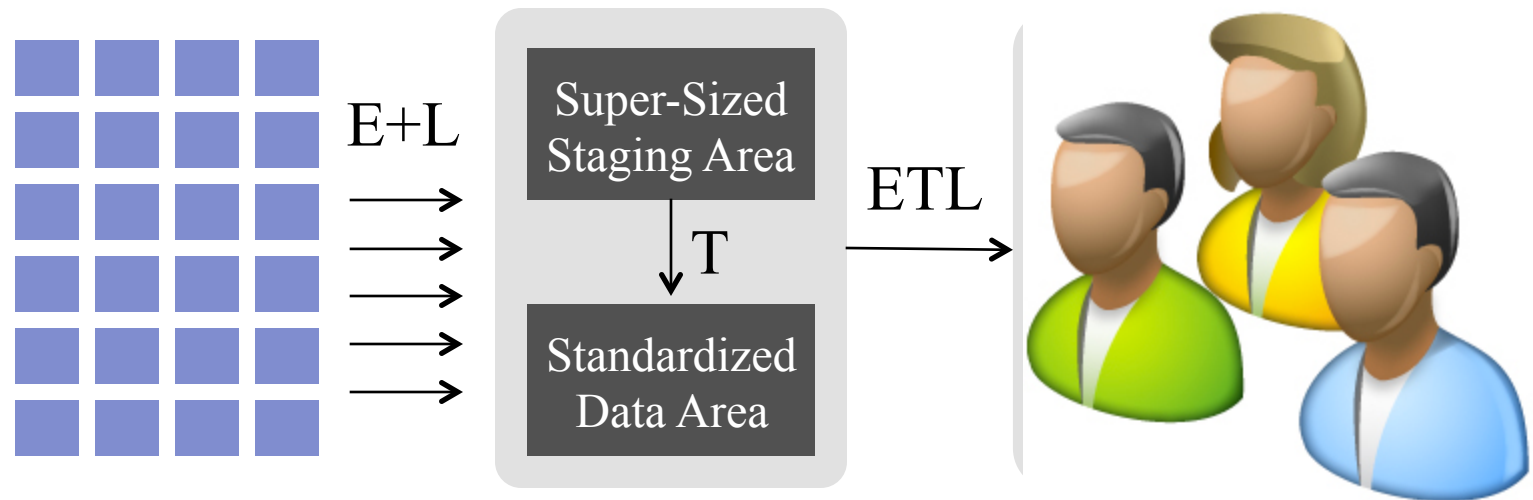 E+L
Super-Sized
Staging Area
T
Standardized
Data Area
ETL